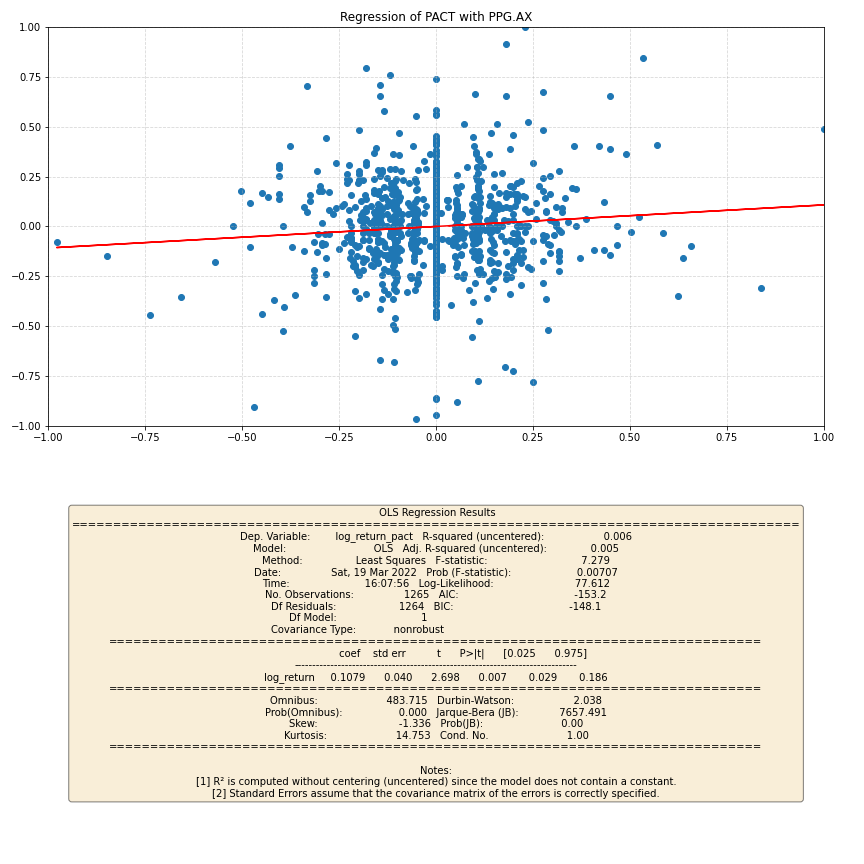 Regression of PACT with PPG.AX
1.00
0.75
0.50
0.25
0.00
−0.25
−0.50
−0.75
−1.00
−1.00 −0.75 −0.50 −0.25 0.00 0.25 0.50 0.75 1.00
OLS Regression Results
==============================================================================
Dep. Variable: log_return_pact R-squared (uncentered): 0.006
Model: OLS Adj. R-squared (uncentered): 0.005
Method: Least Squares F-statistic: 7.279
Date: Sat, 19 Mar 2022 Prob (F-statistic): 0.00707
Time: 16:07:56 Log-Likelihood: 77.612
No. Observations: 1265 AIC: -153.2
Df Residuals: 1264 BIC: -148.1
Df Model: 1
Covariance Type: nonrobust
==============================================================================
coef std err t P>|t| [0.025 0.975]
------------------------------------------------------------------------------
log_return 0.1079 0.040 2.698 0.007 0.029 0.186
==============================================================================
Omnibus: 483.715 Durbin-Watson: 2.038
Prob(Omnibus): 0.000 Jarque-Bera (JB): 7657.491
Skew: -1.336 Prob(JB): 0.00
Kurtosis: 14.753 Cond. No. 1.00
==============================================================================
Notes:
[1] R² is computed without centering (uncentered) since the model does not contain a constant.
[2] Standard Errors assume that the covariance matrix of the errors is correctly specified.